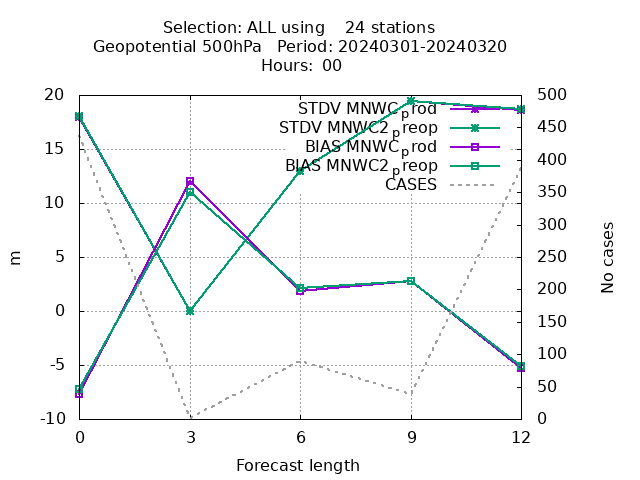 Selection: ALL using    24 stations
Geopotential 500hPa   Period: 20240301-20240320
Hours: 00
20
15
10
5
0
-5
-10
m
500
450
400
350
300
250
200
150
100
50
0
No cases
STDV MNWC_prod
STDV MNWC2_preop
BIAS MNWC_prod
BIAS MNWC2_preop
CASES
0 3 6 9 12
Forecast length